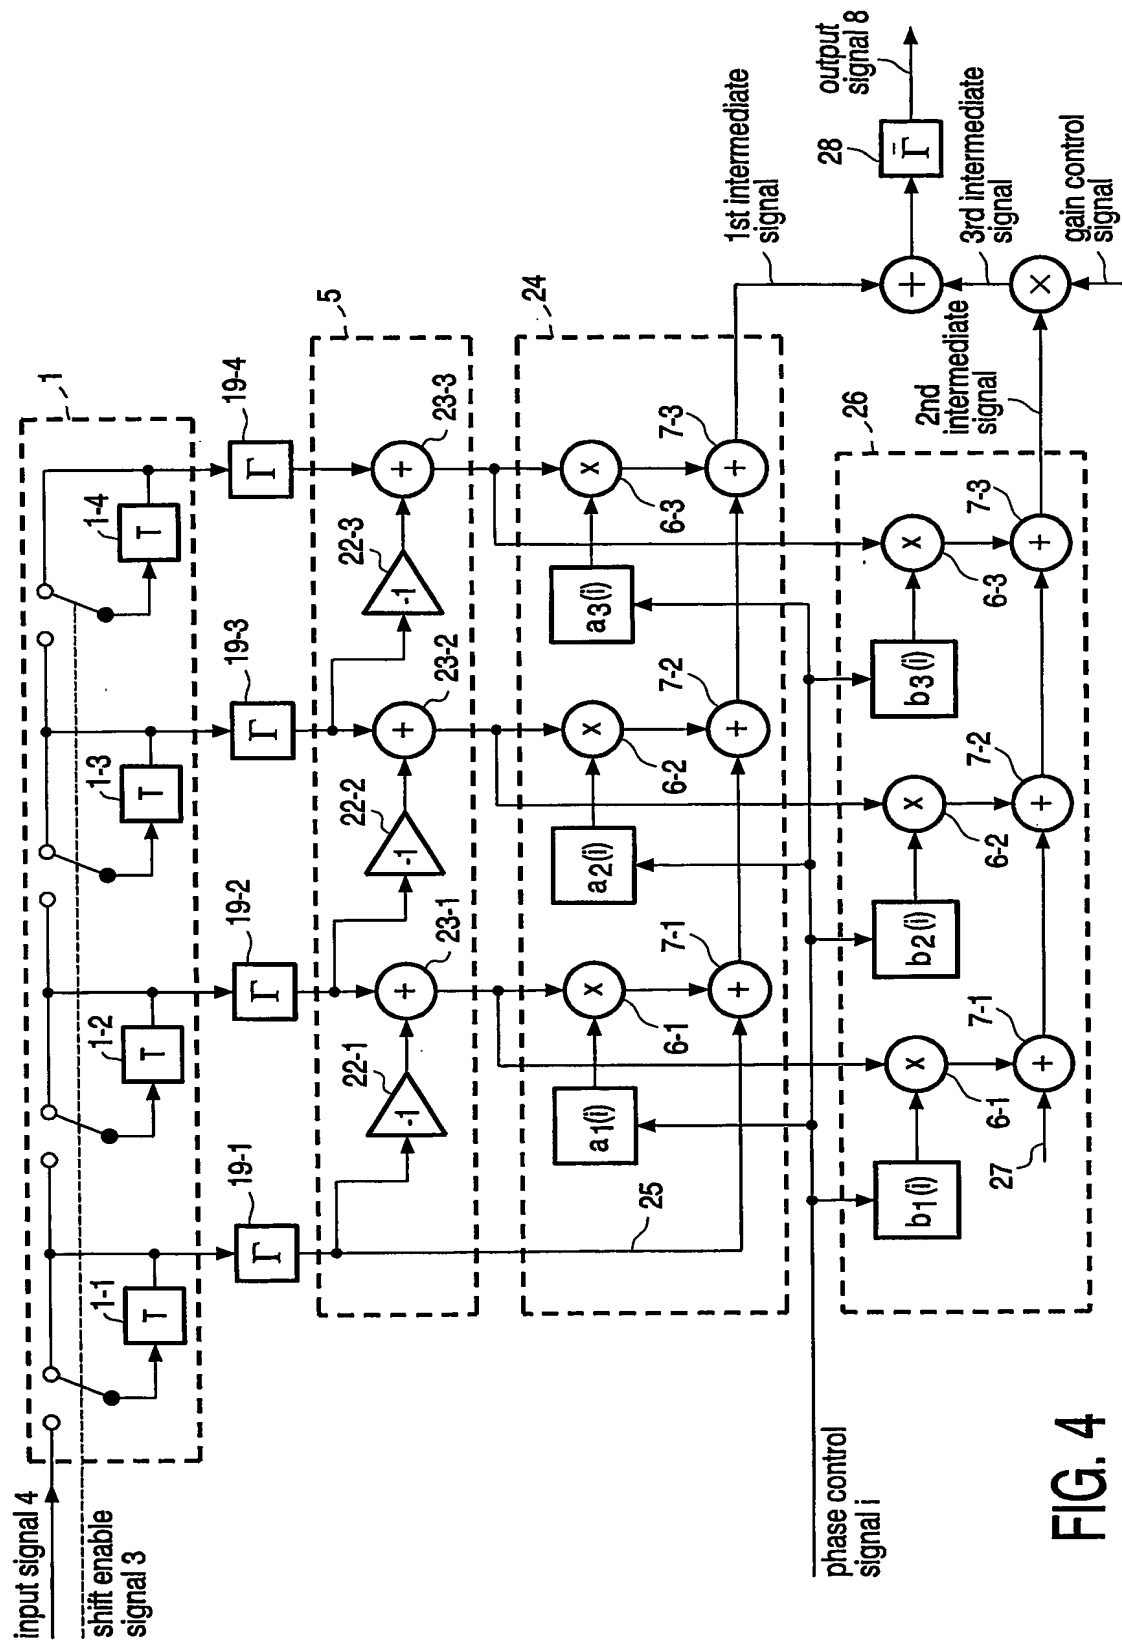 input signal 4
shift enable
signal 3
1
1-1
T
1-2
T
1-3
T
1-4
T
19-1
Γ
19-2
Γ
19-3
Γ
19-4
Γ
5
22-1
-1
23-1
+
22-2
-1
23-2
+
22-3
-1
23-3
+
24
a1(i)
x
6-1
7-1
+
a2(i)
x
6-2
7-2
+
a3(i)
x
6-3
7-3
+
25
1st intermediate
signal
phase control
signal i
26
b1(i)
x
6-1
7-1
+
27
b2(i)
x
6-2
7-2
+
b3(i)
x
6-3
7-3
+
2nd
intermediate
signal
×
gain control
signal
3rd intermediate
signal
+
28
Γ̄
output
signal 8
FIG. 4